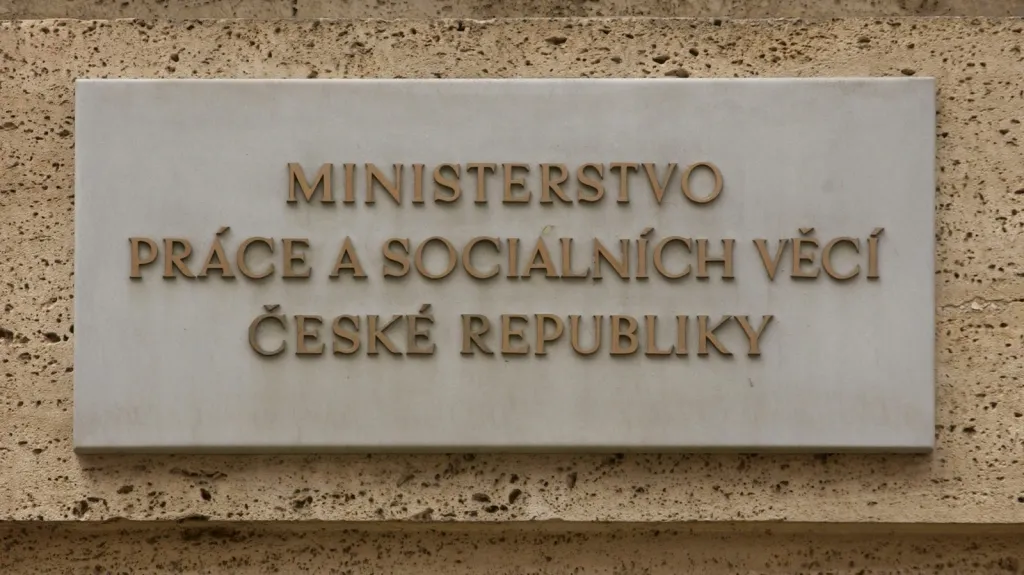 MINISTERSTVO
PRÁCE A SOCIÁLNÍCH VĚCÍ
ČESKÉ REPUBLIKY